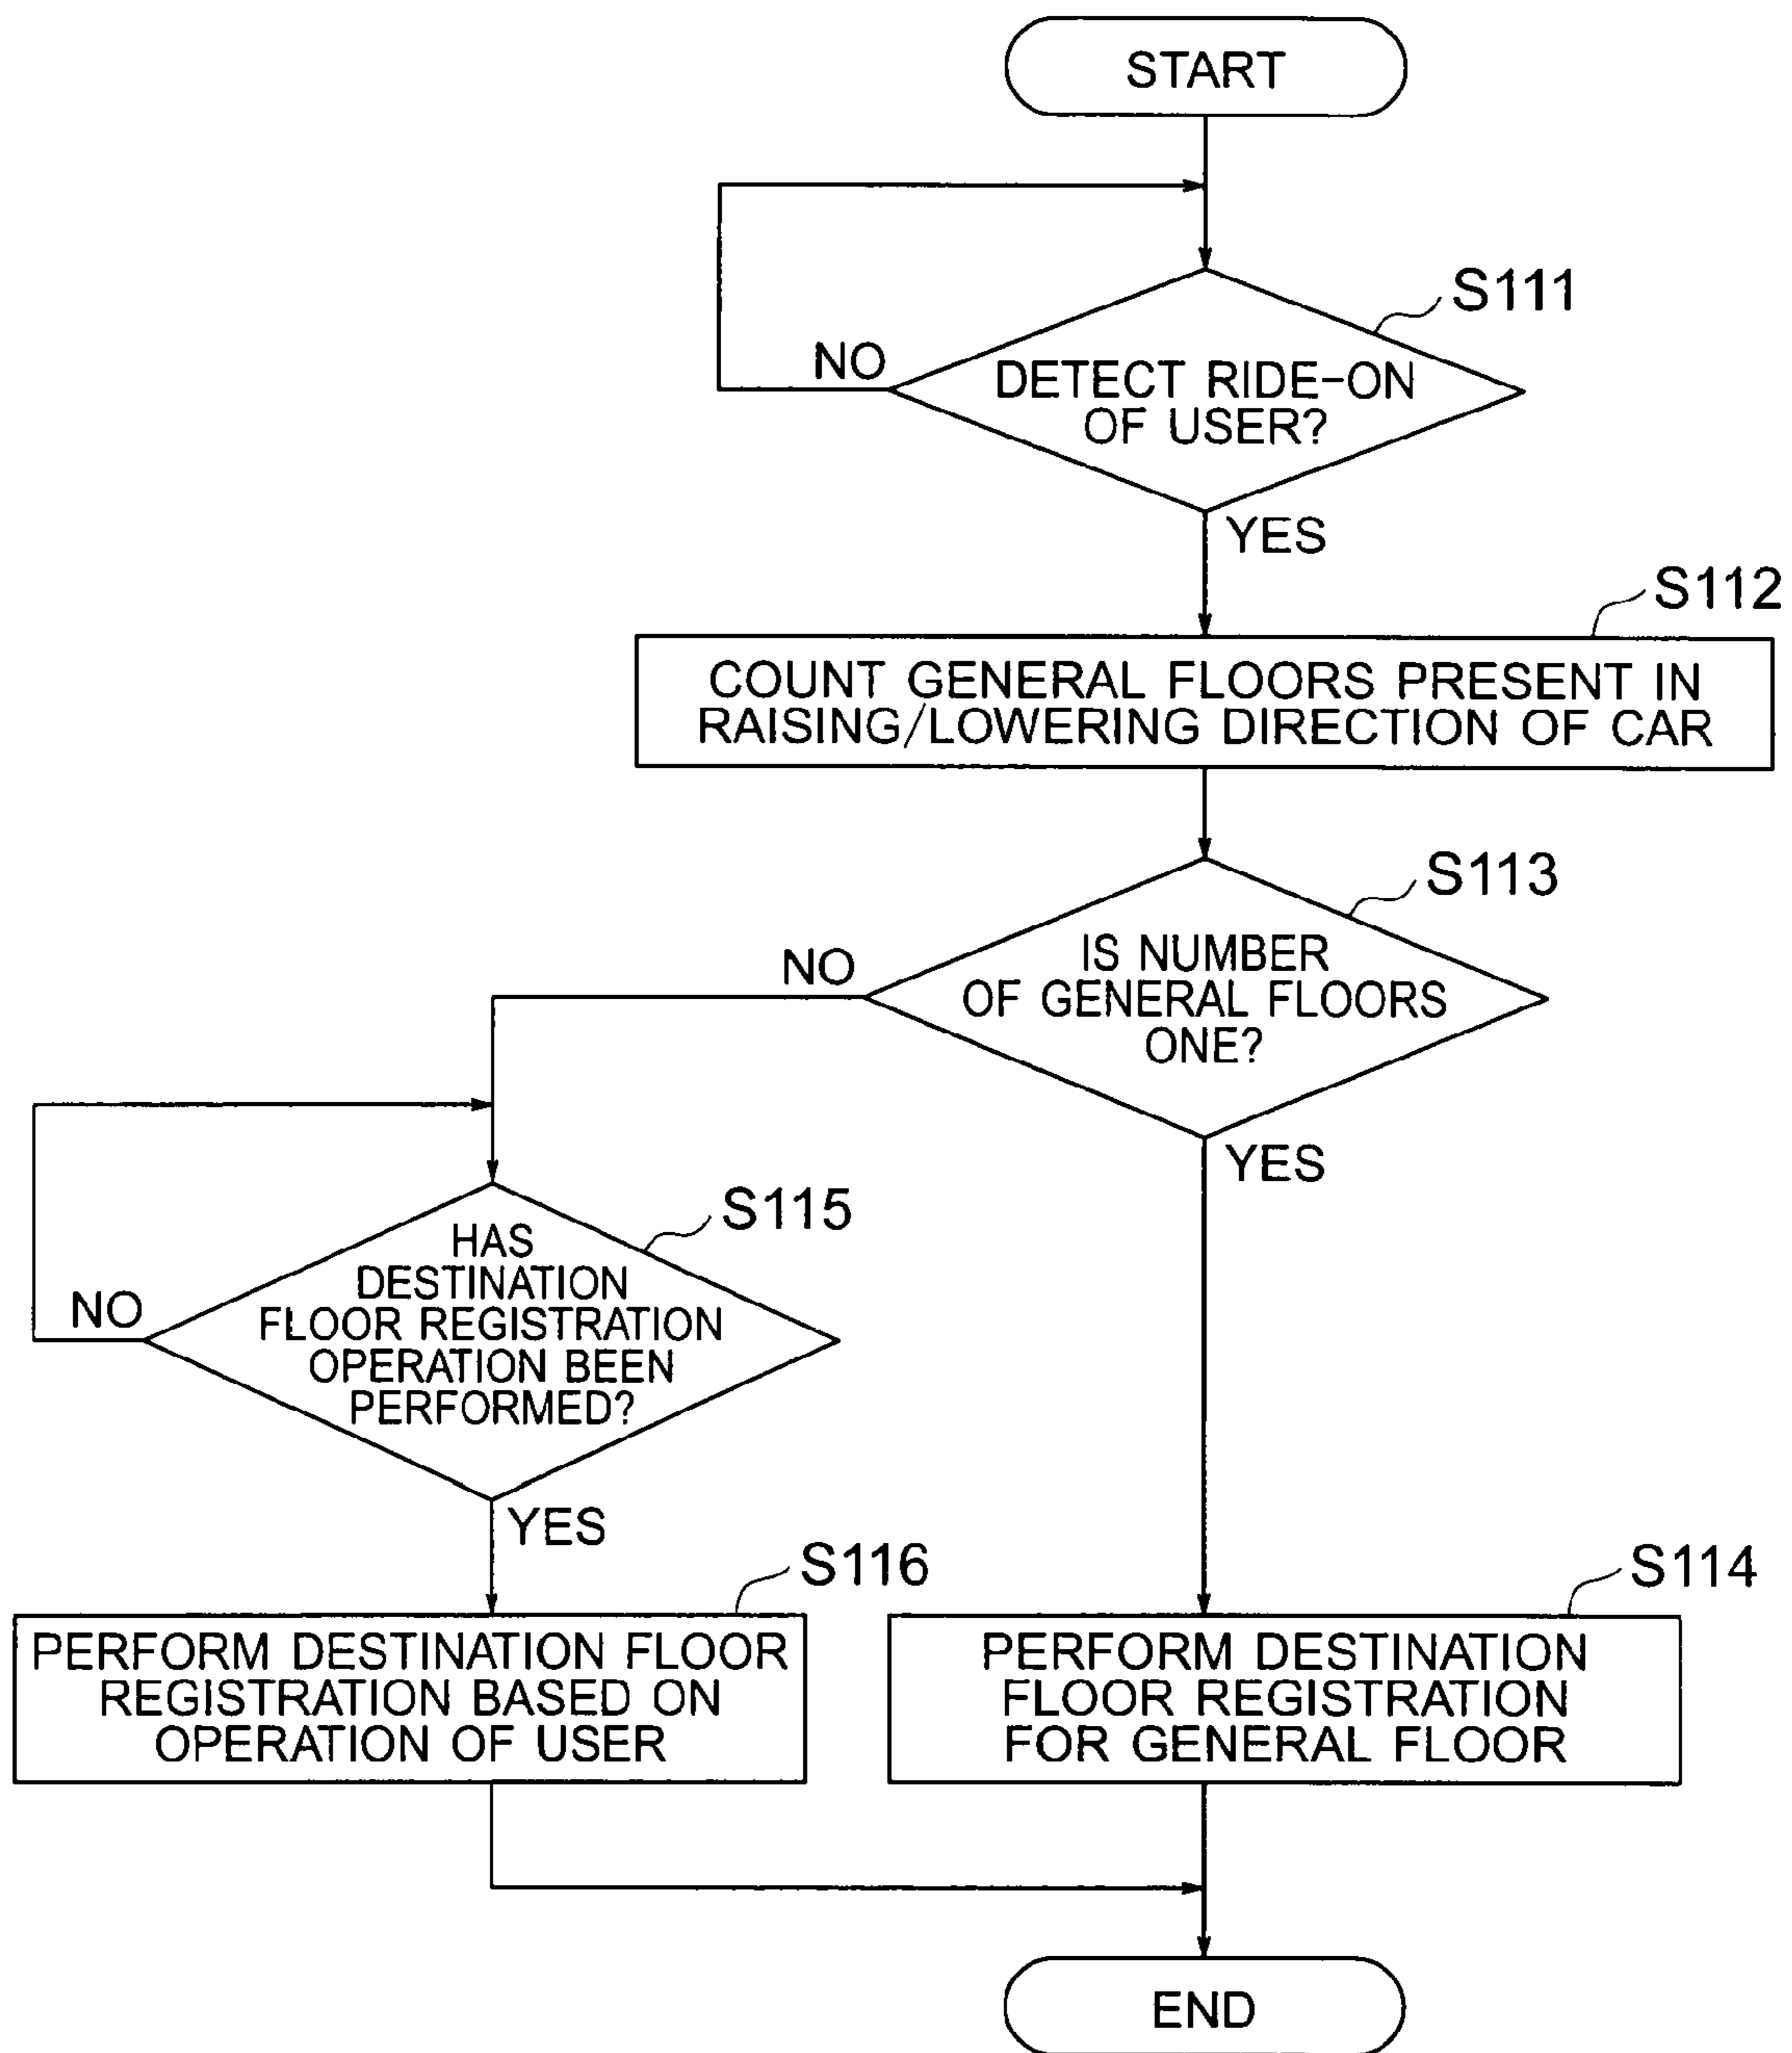 START
S111
NO
DETECT RIDE-ON
OF USER?
YES
S112
COUNT GENERAL FLOORS PRESENT IN
RAISING/LOWERING DIRECTION OF CAR
S113
NO
IS NUMBER
OF GENERAL FLOORS
ONE?
YES
S115
NO
HAS
DESTINATION
FLOOR REGISTRATION
OPERATION BEEN
PERFORMED?
YES
S116
PERFORM DESTINATION FLOOR
REGISTRATION BASED ON
OPERATION OF USER
S114
PERFORM DESTINATION
FLOOR REGISTRATION
FOR GENERAL FLOOR
END